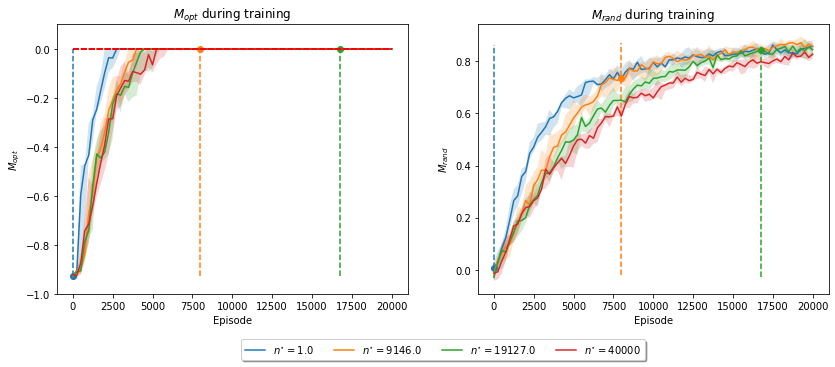 M_opt during training
M_rand during training
M_opt
0.0
−0.2
−0.4
−0.6
−0.8
−1.0
0 2500 5000 7500 10000 12500 15000 17500 20000
Episode
M_rand
0.8
0.6
0.4
0.2
0.0
0 2500 5000 7500 10000 12500 15000 17500 20000
Episode
n* = 1.0 n* = 9146.0 n* = 19127.0 n* = 40000